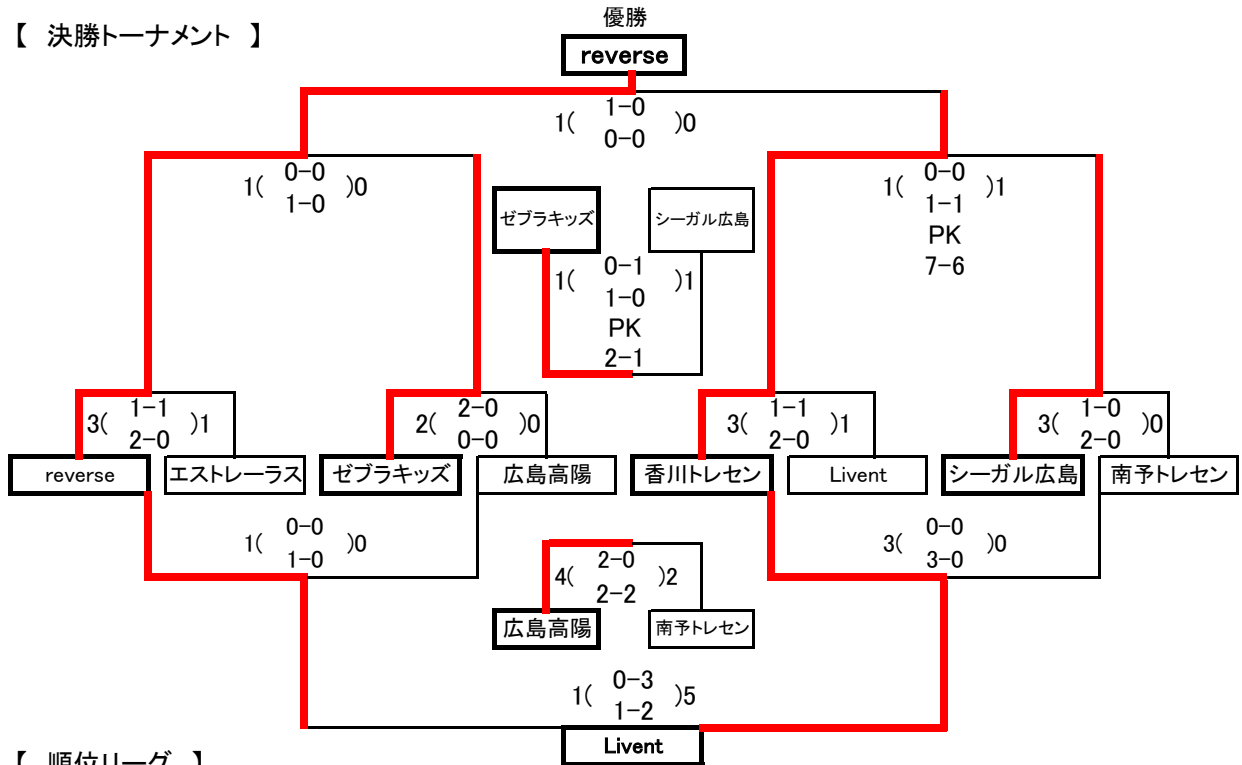 優勝
【 決勝トーナメント 】
reverse
1( 1-0 )0
0-0
1( 0-0 )0
1-0
1( 0-0 )1
1-1
PK
7-6
ゼブラキッズ
シーガル広島
1( 0-1 )1
1-0
PK
2-1
3( 1-1 )1
2-0
2( 2-0 )0
0-0
3( 1-1 )1
2-0
3( 1-0 )0
2-0
reverse
エストレーラス
ゼブラキッズ
広島高陽
香川トレセン
Livent
シーガル広島
南予トレセン
1( 0-0 )0
1-0
3( 0-0 )0
3-0
4( 2-0 )2
2-2
広島高陽
南予トレセン
1( 0-3 )5
1-2
Livent
【 順位リーグ 】